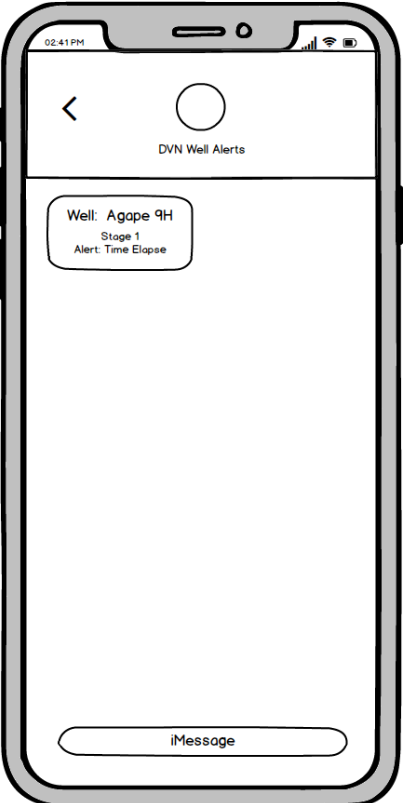 02:41 PM
DVN Well Alerts
Well: Agape 9H
Stage 1
Alert: Time Elapse
iMessage